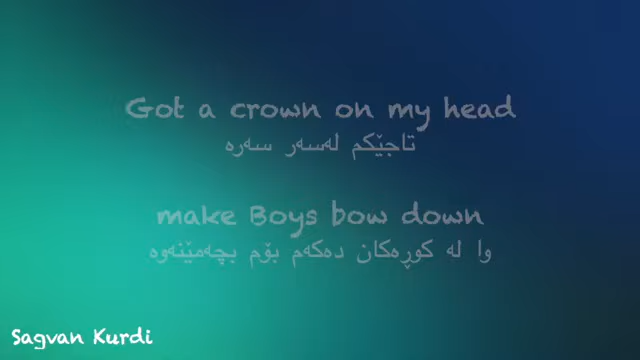 Got a crown on my head
تاجێکم لەسەر سەرە
make Boys bow down
وا لە کوڕەکان دەکەم بۆم بچەمێنەوە
Sagvan Kurdi